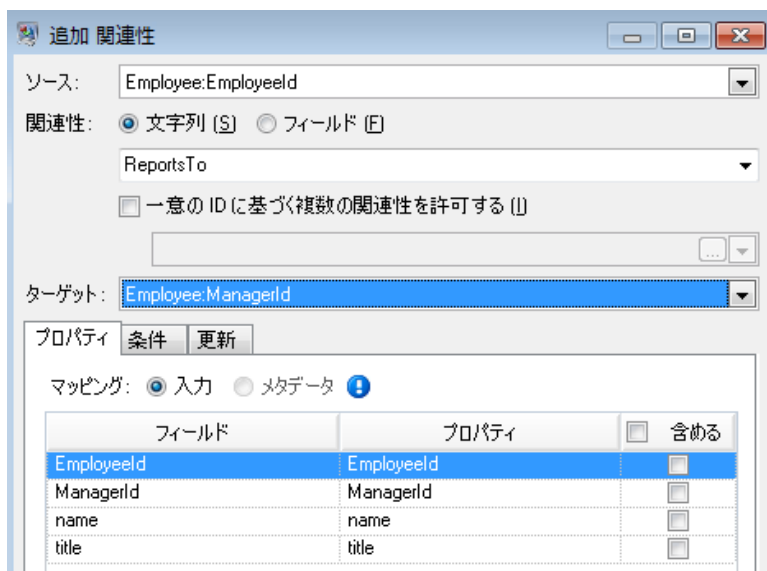 追加 関連性
ソース: Employee:EmployeeId
関連性: 文字列 (S) フィールド (F)
ReportsTo
一意の ID に基づく複数の関連性を許可する (I)
...
ターゲット: Employee:ManagerId
プロパティ 条件 更新
マッピング: 入力 メタデータ
フィールド プロパティ 含める
EmployeeId EmployeeId
ManagerId ManagerId
name name
title title